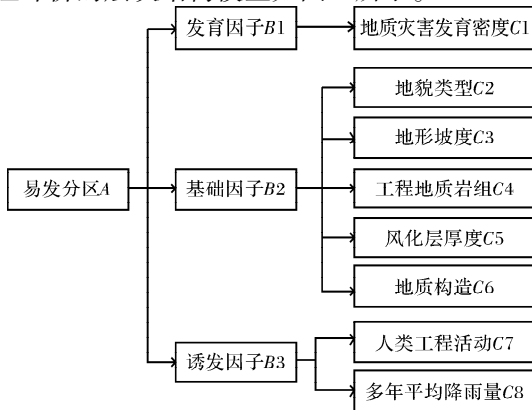 发育因子B1
地质灾害发育密度C1
地貌类型C2
地形坡度C3
易发分区A
基础因子B2
工程地质岩组C4
风化层厚度C5
地质构造C6
诱发因子B3
人类工程活动C7
多年平均降雨量C8